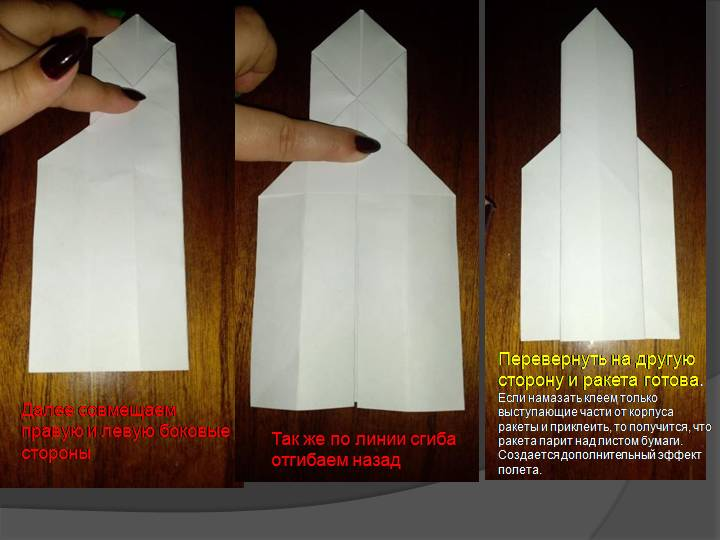 Далее совмещаем
правую и левую боковые
стороны
Так же по линии сгиба
отгибаем назад
Перевернуть на другую
сторону и ракета готова.
Если намазать клеем только
выступающие части от корпуса
ракеты и приклеить, то получится, что
ракета парит над листом бумаги.
Создается дополнительный эффект
полета.